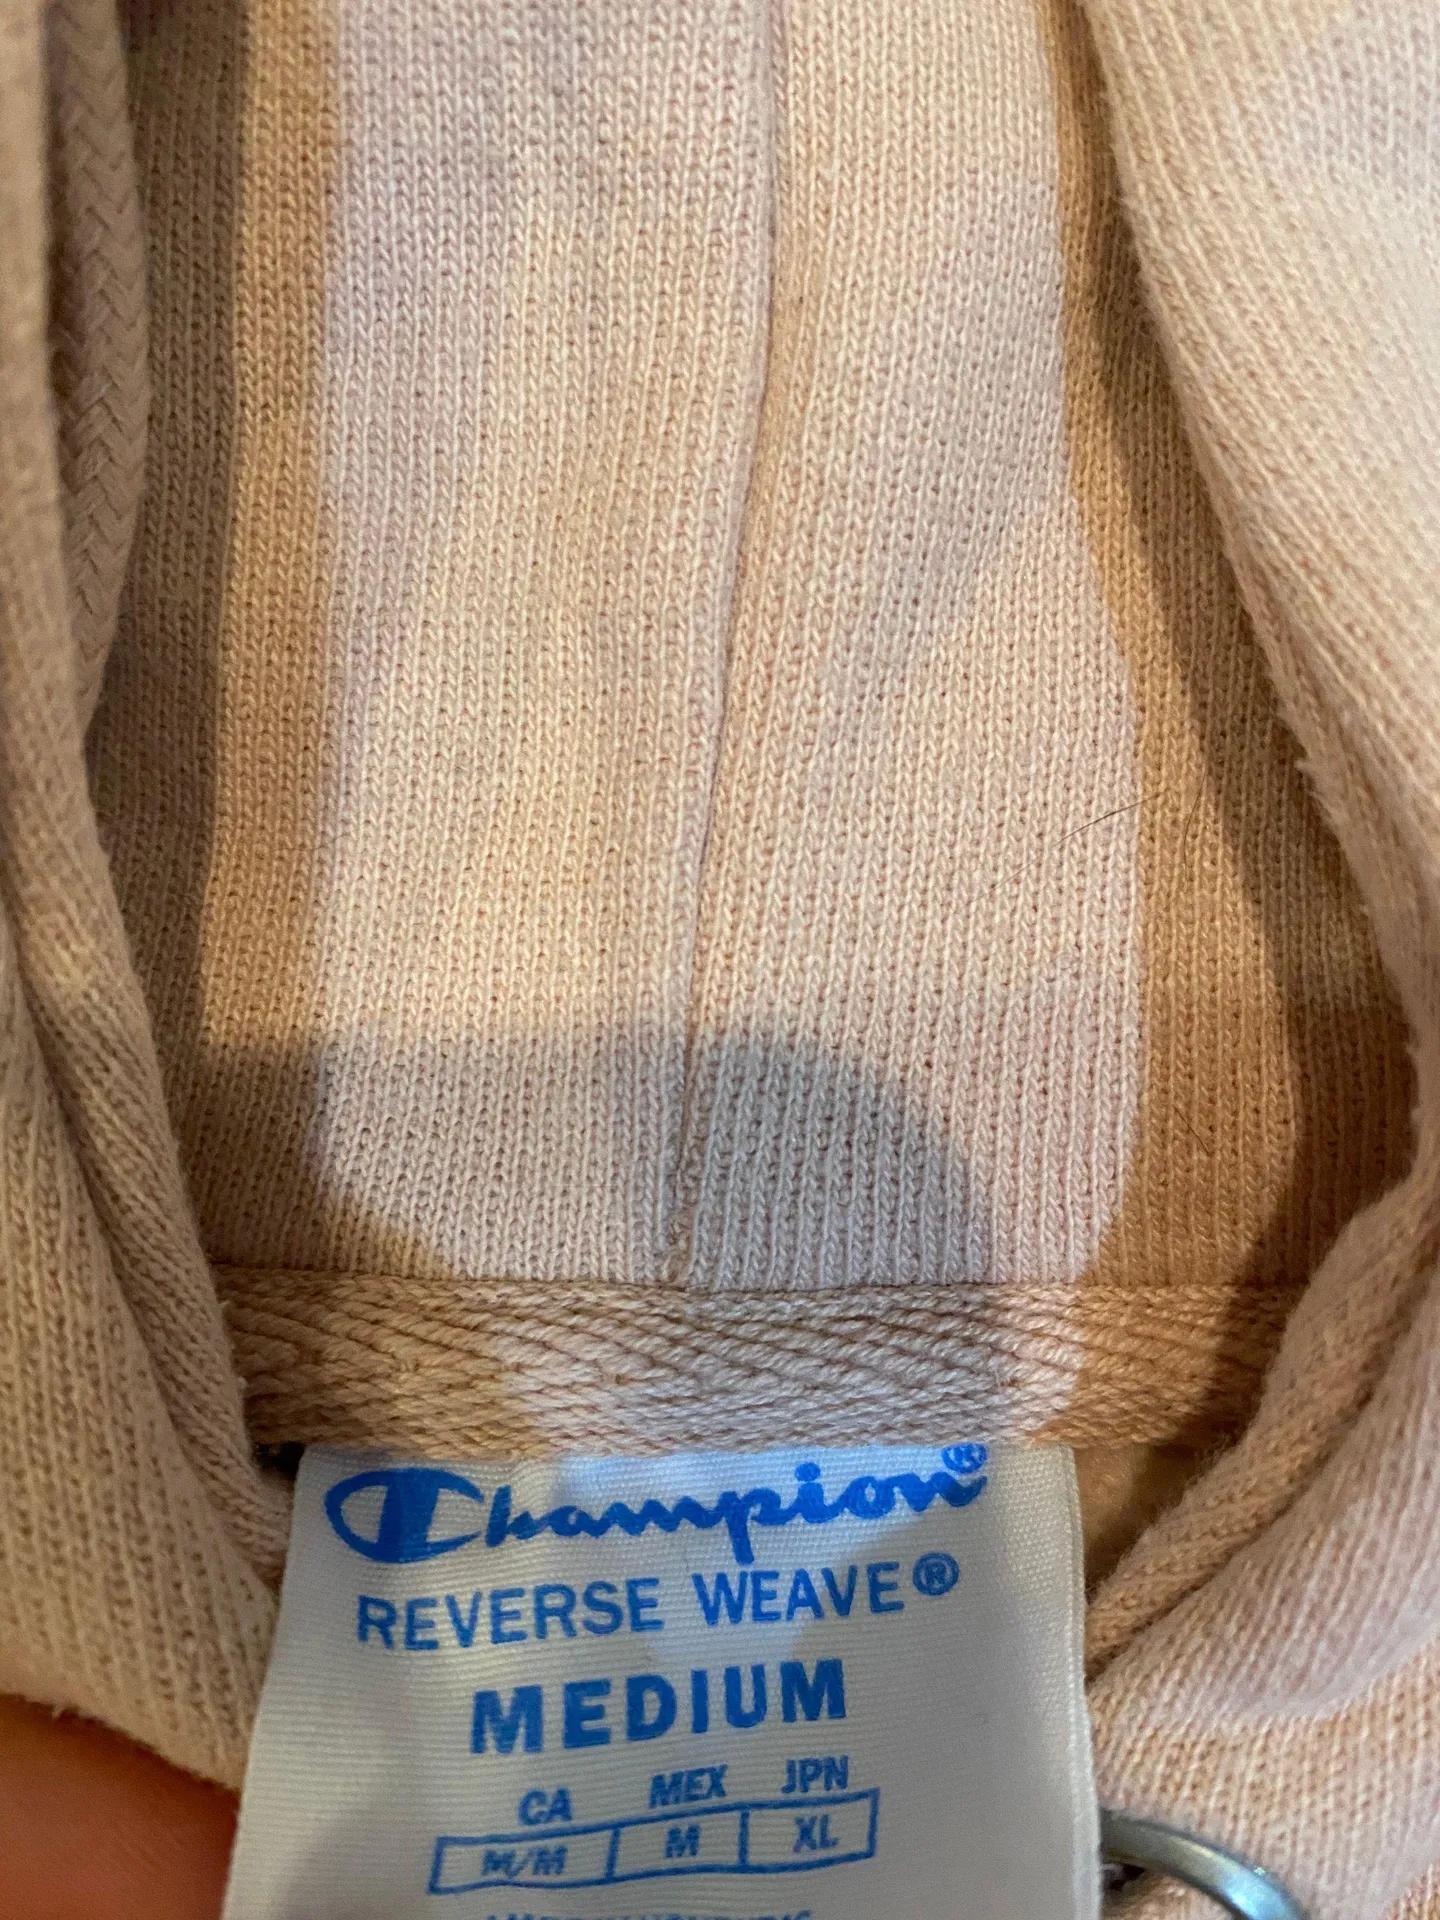 Champion®
REVERSE WEAVE®
MEDIUM
CA MEX JPN
M/M M XL